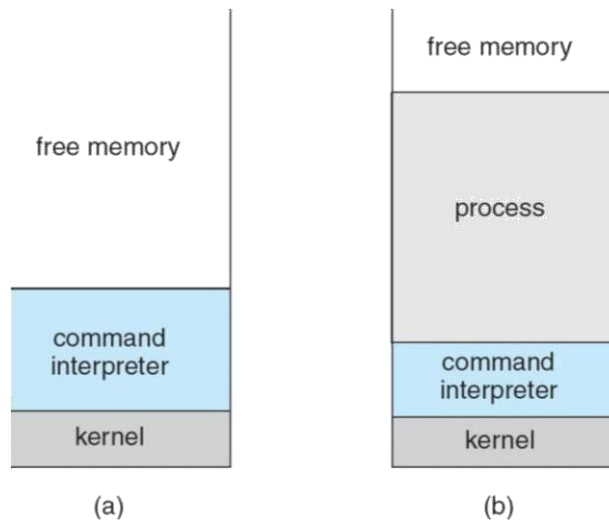 free memory
command
interpreter
kernel
(a)
free memory
process
command
interpreter
kernel
(b)